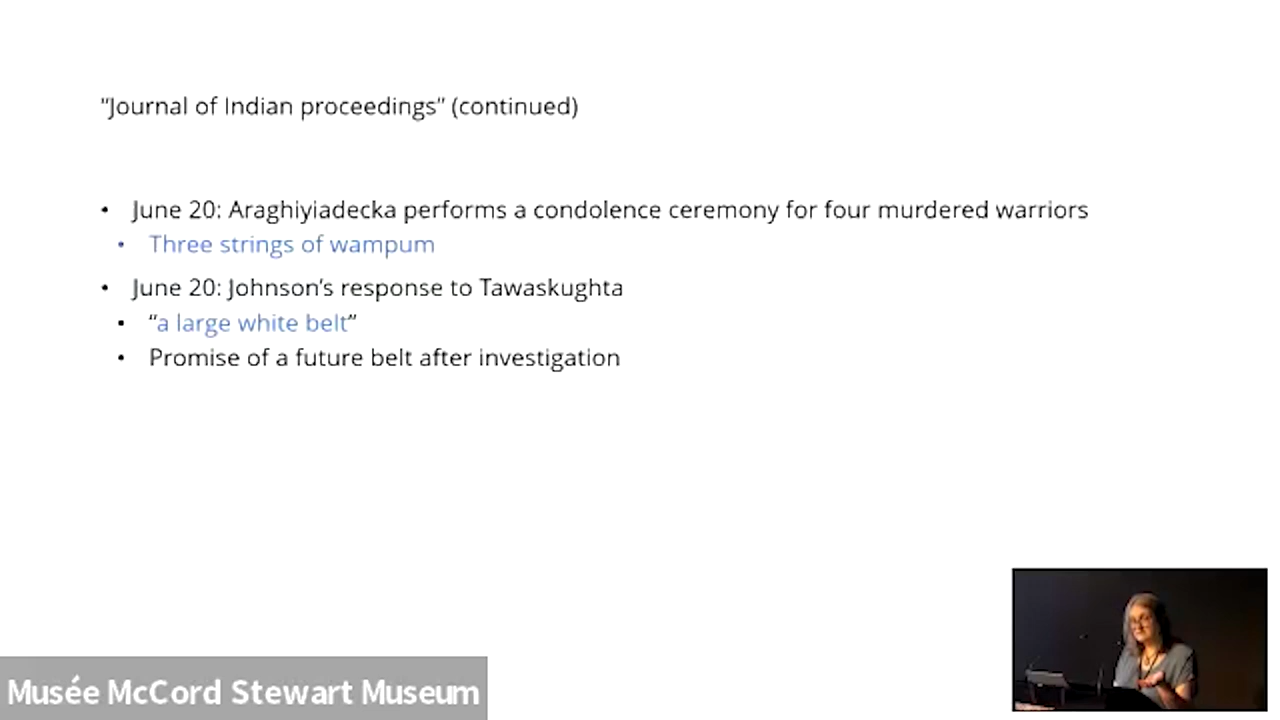 "Journal of Indian proceedings" (continued)
• June 20: Araghiyiadecka performs a condolence ceremony for four murdered warriors
• Three strings of wampum
• June 20: Johnson's response to Tawaskughta
• "a large white belt"
• Promise of a future belt after investigation
Musée McCord Stewart Museum